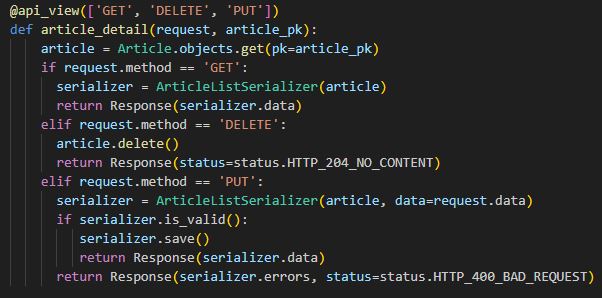 @api_view(['GET', 'DELETE', 'PUT'])
def article_detail(request, article_pk):
    article = Article.objects.get(pk=article_pk)
    if request.method == 'GET':
      serializer = ArticleListSerializer(article)
      return Response(serializer.data)
    elif request.method == 'DELETE':
      article.delete()
      return Response(status=status.HTTP_204_NO_CONTENT)
    elif request.method == 'PUT':
      serializer = ArticleListSerializer(article, data=request.data)
      if serializer.is_valid():
         serializer.save()
         return Response(serializer.data)
      return Response(serializer.errors, status=status.HTTP_400_BAD_REQUEST)